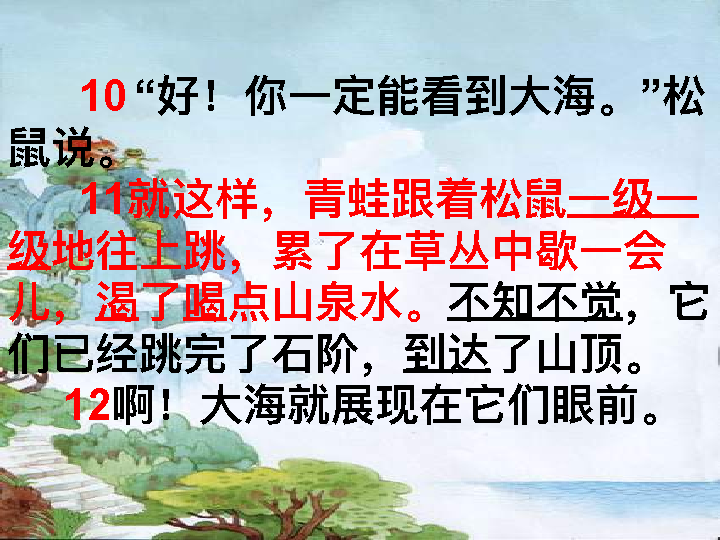 10“好！你一定能看到大海。”松
鼠说。
11就这样，青蛙跟着松鼠一级一
级地往上跳，累了在草丛中歇一会
儿，渴了喝点山泉水。不知不觉，它
们已经跳完了石阶，到达了山顶。
12啊！大海就展现在它们眼前。